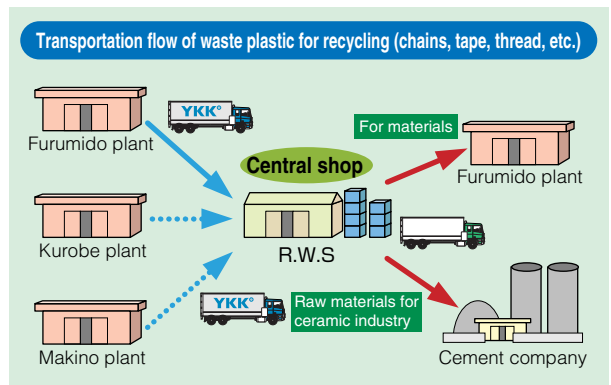 Transportation flow of waste plastic for recycling (chains, tape, thread, etc.)
YKK®
Furumido plant
For materials
Furumido plant
Central shop
Kurobe plant
R.W.S
YKK®
Raw materials for
ceramic industry
Makino plant
Cement company